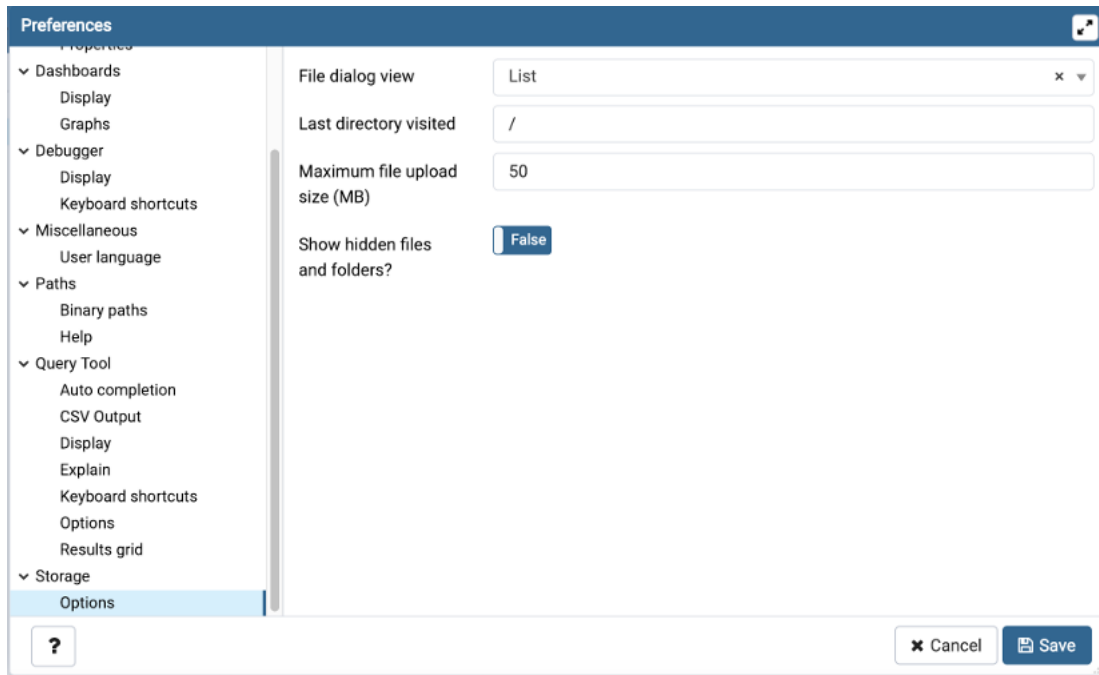 Preferences
Properties
Dashboards
Display
Graphs
Debugger
Display
Keyboard shortcuts
Miscellaneous
User language
Paths
Binary paths
Help
Query Tool
Auto completion
CSV Output
Display
Explain
Keyboard shortcuts
Options
Results grid
Storage
Options
File dialog view
List
Last directory visited
/
Maximum file upload
size (MB)
50
Show hidden files
and folders?
False
?
Cancel
Save